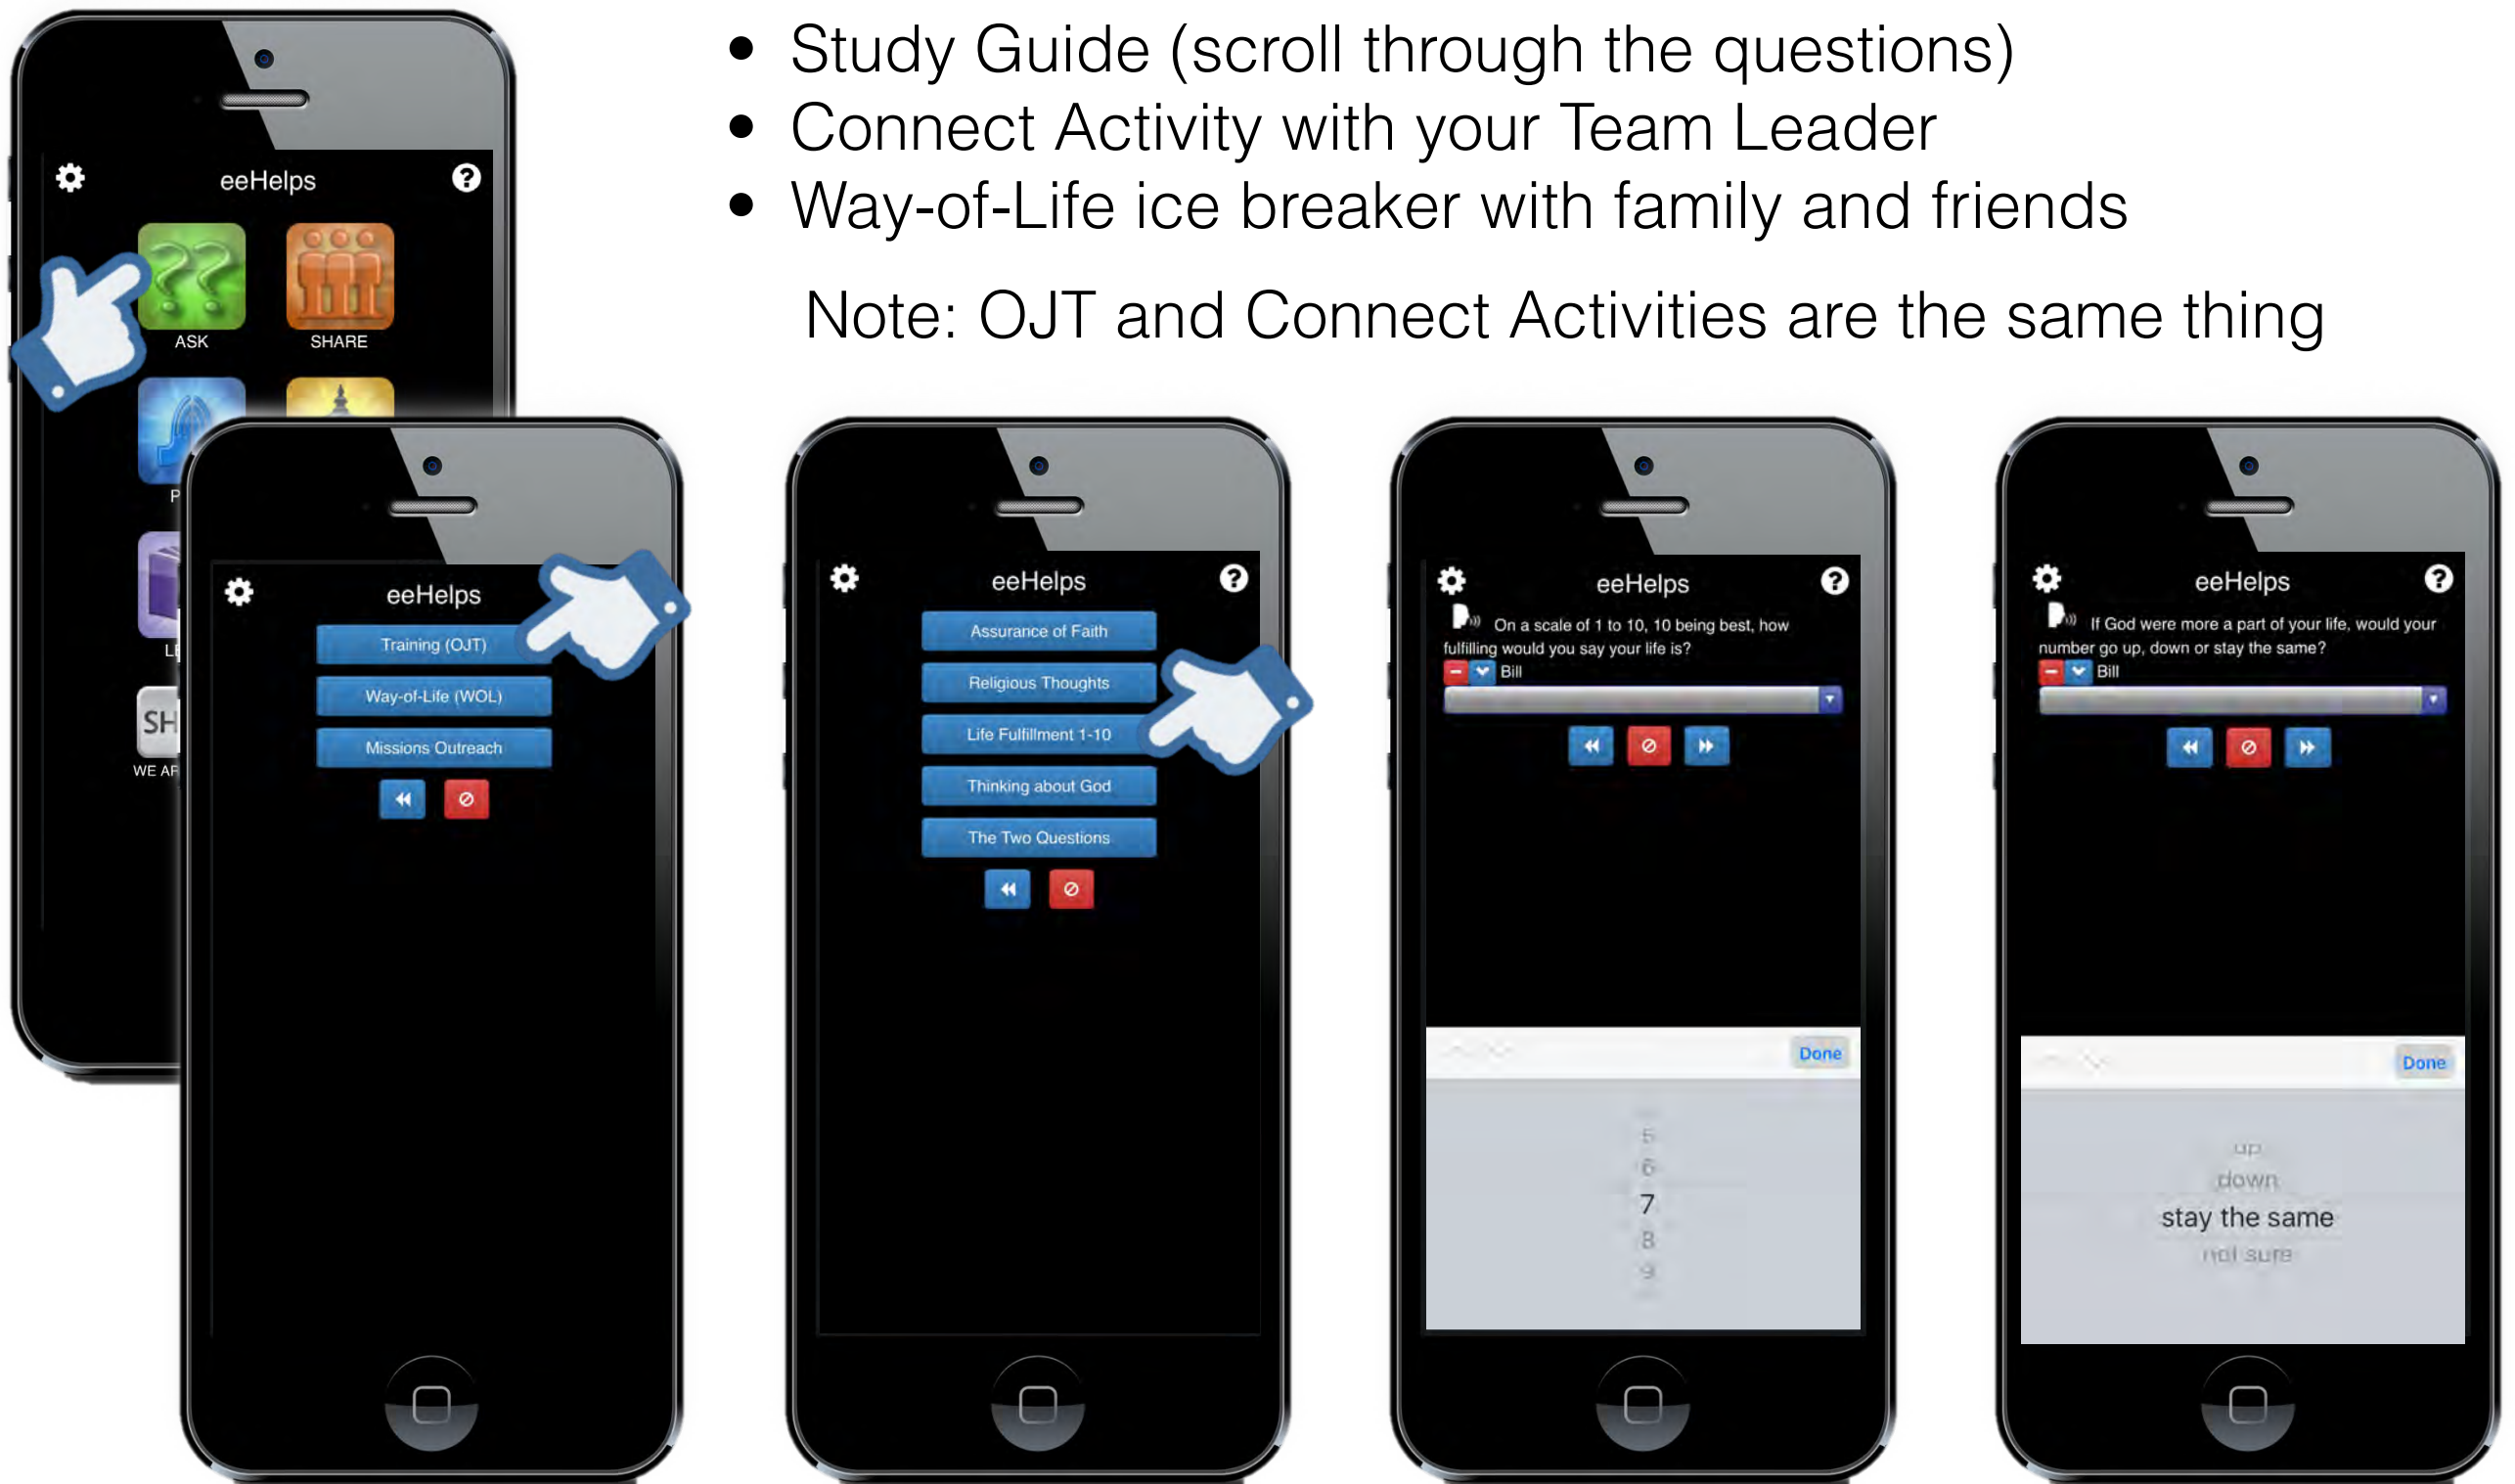 • Study Guide (scroll through the questions)
• Connect Activity with your Team Leader
• Way-of-Life ice breaker with family and friends
Note: OJT and Connect Activities are the same thing
eeHelps
ASK
SHARE
SH
WE AR
eeHelps
Training (OJT)
Way-of-Life (WOL)
Missions Outreach
eeHelps
Assurance of Faith
Religious Thoughts
Life Fulfillment 1-10
Thinking about God
The Two Questions
eeHelps
On a scale of 1 to 10, 10 being best, how
fulfilling would you say your life is?
Bill
Done
5
6
7
8
9
eeHelps
If God were more a part of your life, would your
number go up, down or stay the same?
Bill
Done
up
down
stay the same
not sure